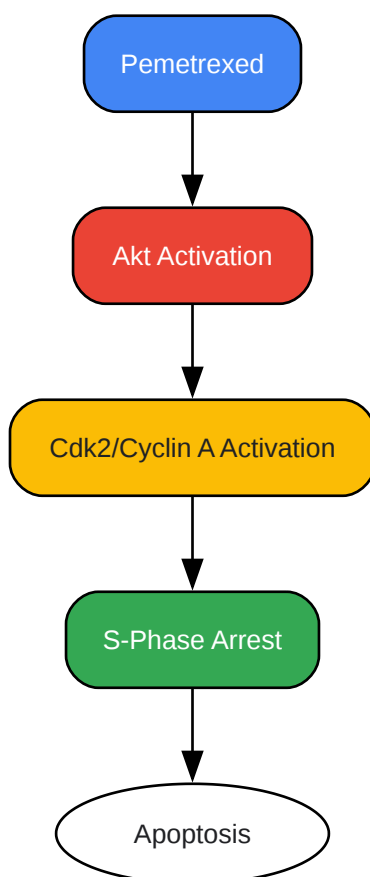 Pemetrexed
Akt Activation
Cdk2/Cyclin A Activation
S-Phase Arrest
Apoptosis